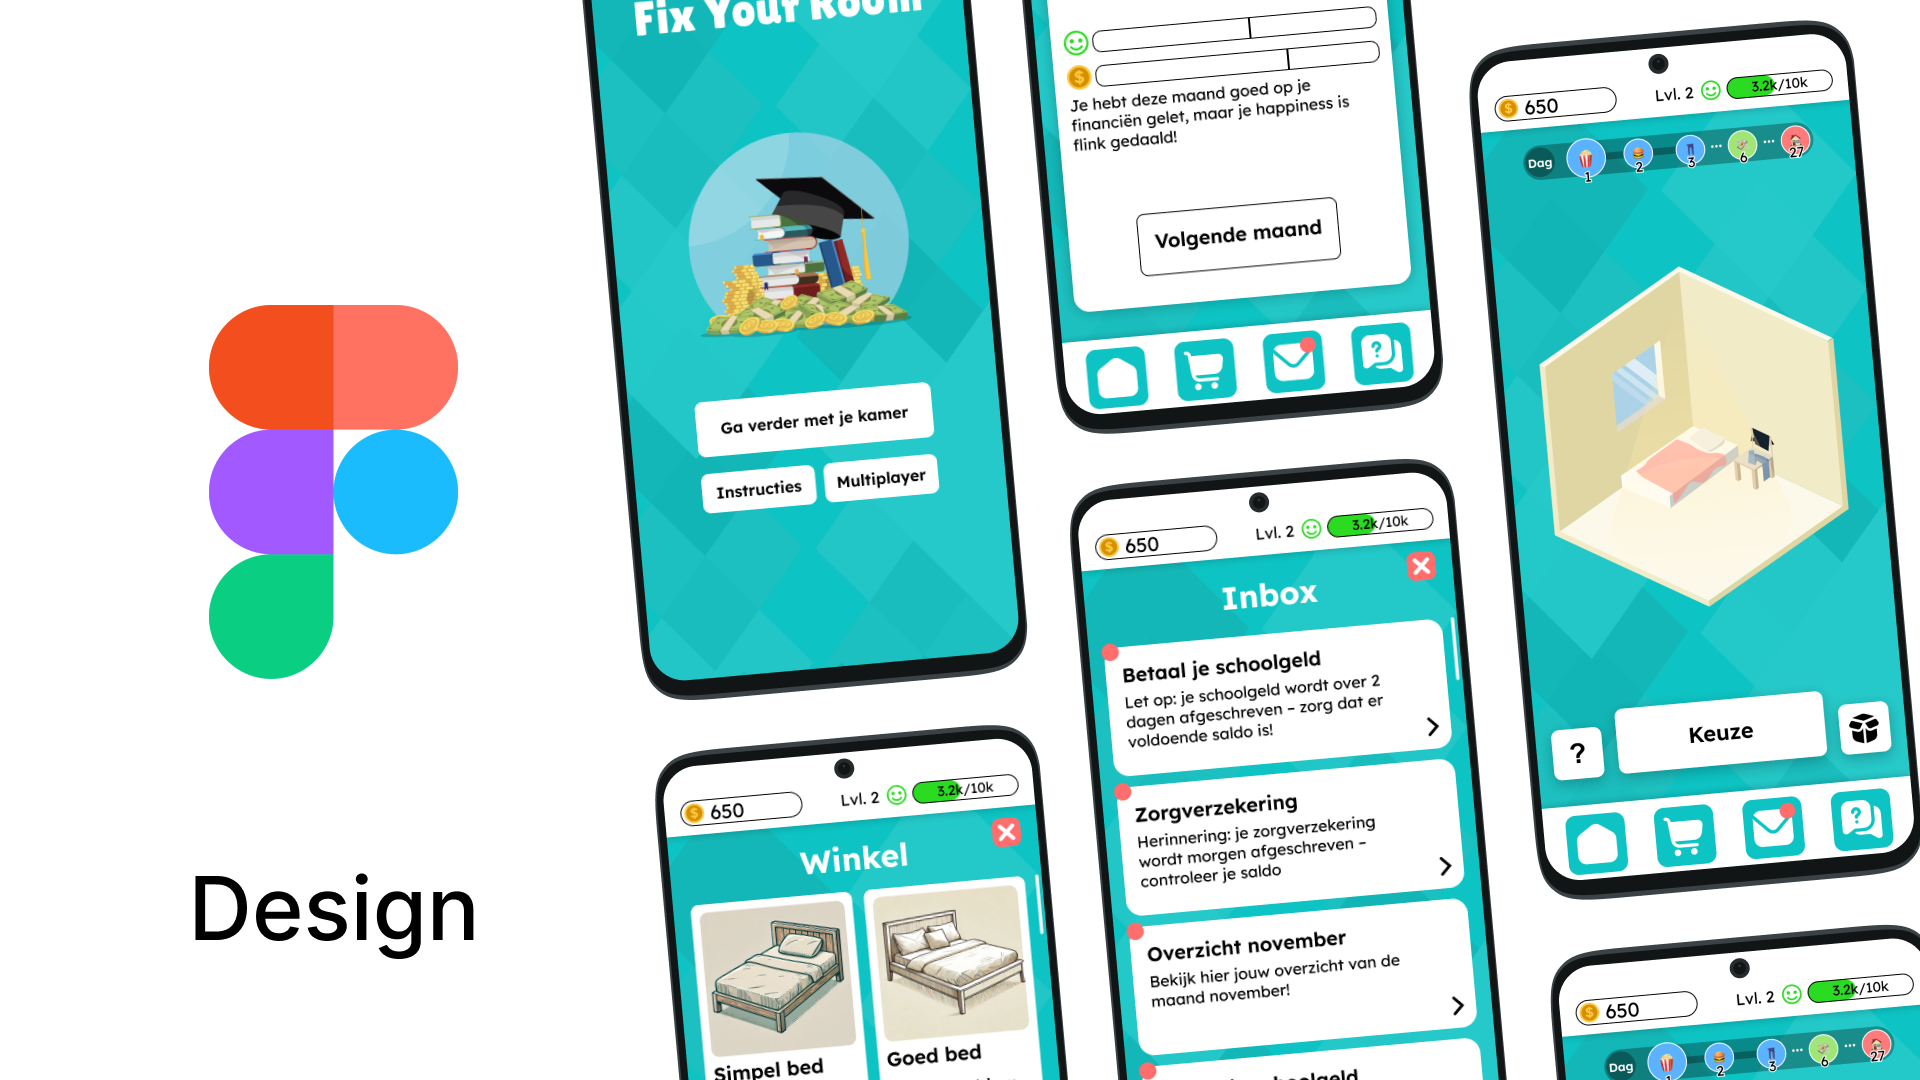 Design
Fix Your Room
Ga verder met je kamer
Instructies
Multiplayer
650
Lvl. 2
3.2k/10k
Winkel
Simpel bed
Goed bed
Je hebt deze maand goed op je
financiën gelet, maar je happiness is
flink gedaald!
Volgende maand
650
Lvl. 2
3.2k/10k
Inbox
Betaal je schoolgeld
Let op: je schoolgeld wordt over 2
dagen afgeschreven – zorg dat er
voldoende saldo is!
Zorgverzekering
Herinnering: je zorgverzekering
wordt morgen afgeschreven –
controleer je saldo
Overzicht november
Bekijk hier jouw overzicht van de
maand november!
650
Lvl. 2
3.2k/10k
Dag
1
2
3
...
6
...
27
?
Keuze
650
Lvl. 2
3.2k/10k
Dag
1
2
3
...
6
...
27